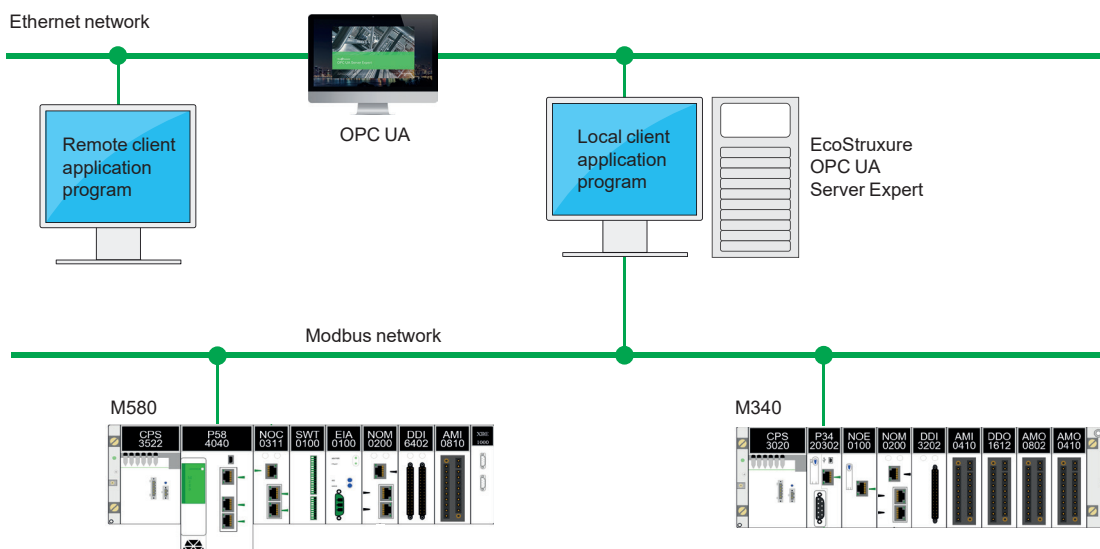 Ethernet network
OPC UA
Remote client
application
program
Local client
application
program
EcoStruxure
OPC UA
Server Expert
Modbus network
M580
CPS
3522
P58
4040
NOC
0311
SWT
0100
EIA
0100
NOM
0200
DDI
6402
AMI
0810
XBE
1000
M340
CPS
3020
P34
20302
NOE
0100
NOM
0200
DDI
3202
AMI
0410
DDO
1612
AMO
0802
AMO
0410